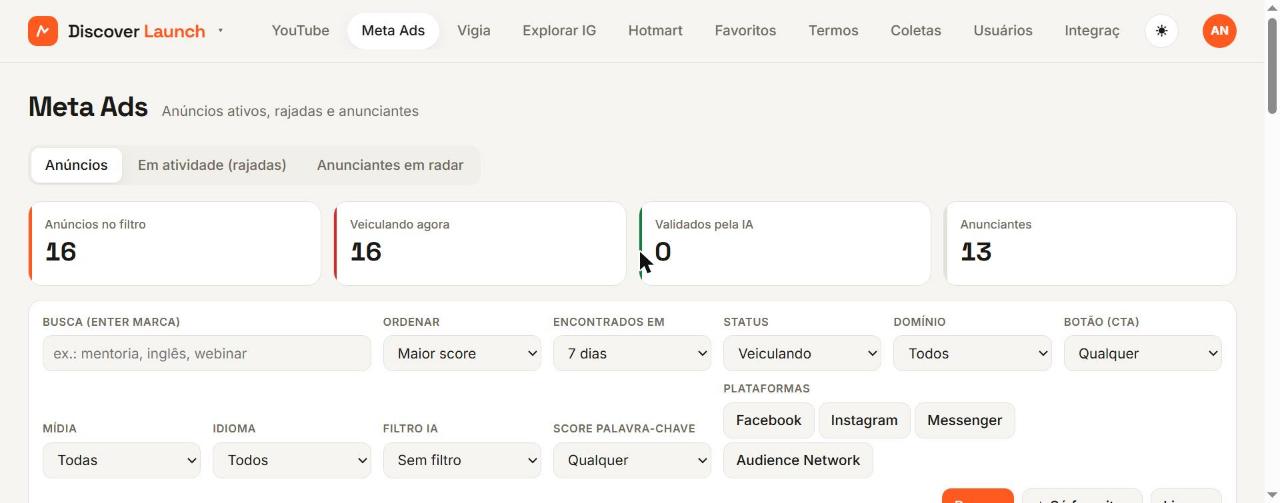 Discover Launch
YouTube Meta Ads Vigia Explorar IG Hotmart Favoritos Termos Coletas Usuários Integraç AN
Meta Ads Anúncios ativos, rajadas e anunciantes
Anúncios Em atividade (rajadas) Anunciantes em radar
Anúncios no filtro Veiculando agora Validados pela IA Anunciantes
16 16 0 13
BUSCA (ENTER MARCA) ORDENAR ENCONTRADOS EM STATUS DOMÍNIO BOTÃO (CTA)
ex.: mentoria, inglês, webinar Maior score 7 dias Veiculando Todos Qualquer
PLATAFORMAS
Facebook Instagram Messenger
MÍDIA IDIOMA FILTRO IA SCORE PALAVRA-CHAVE
Todas Todos Sem filtro Qualquer Audience Network